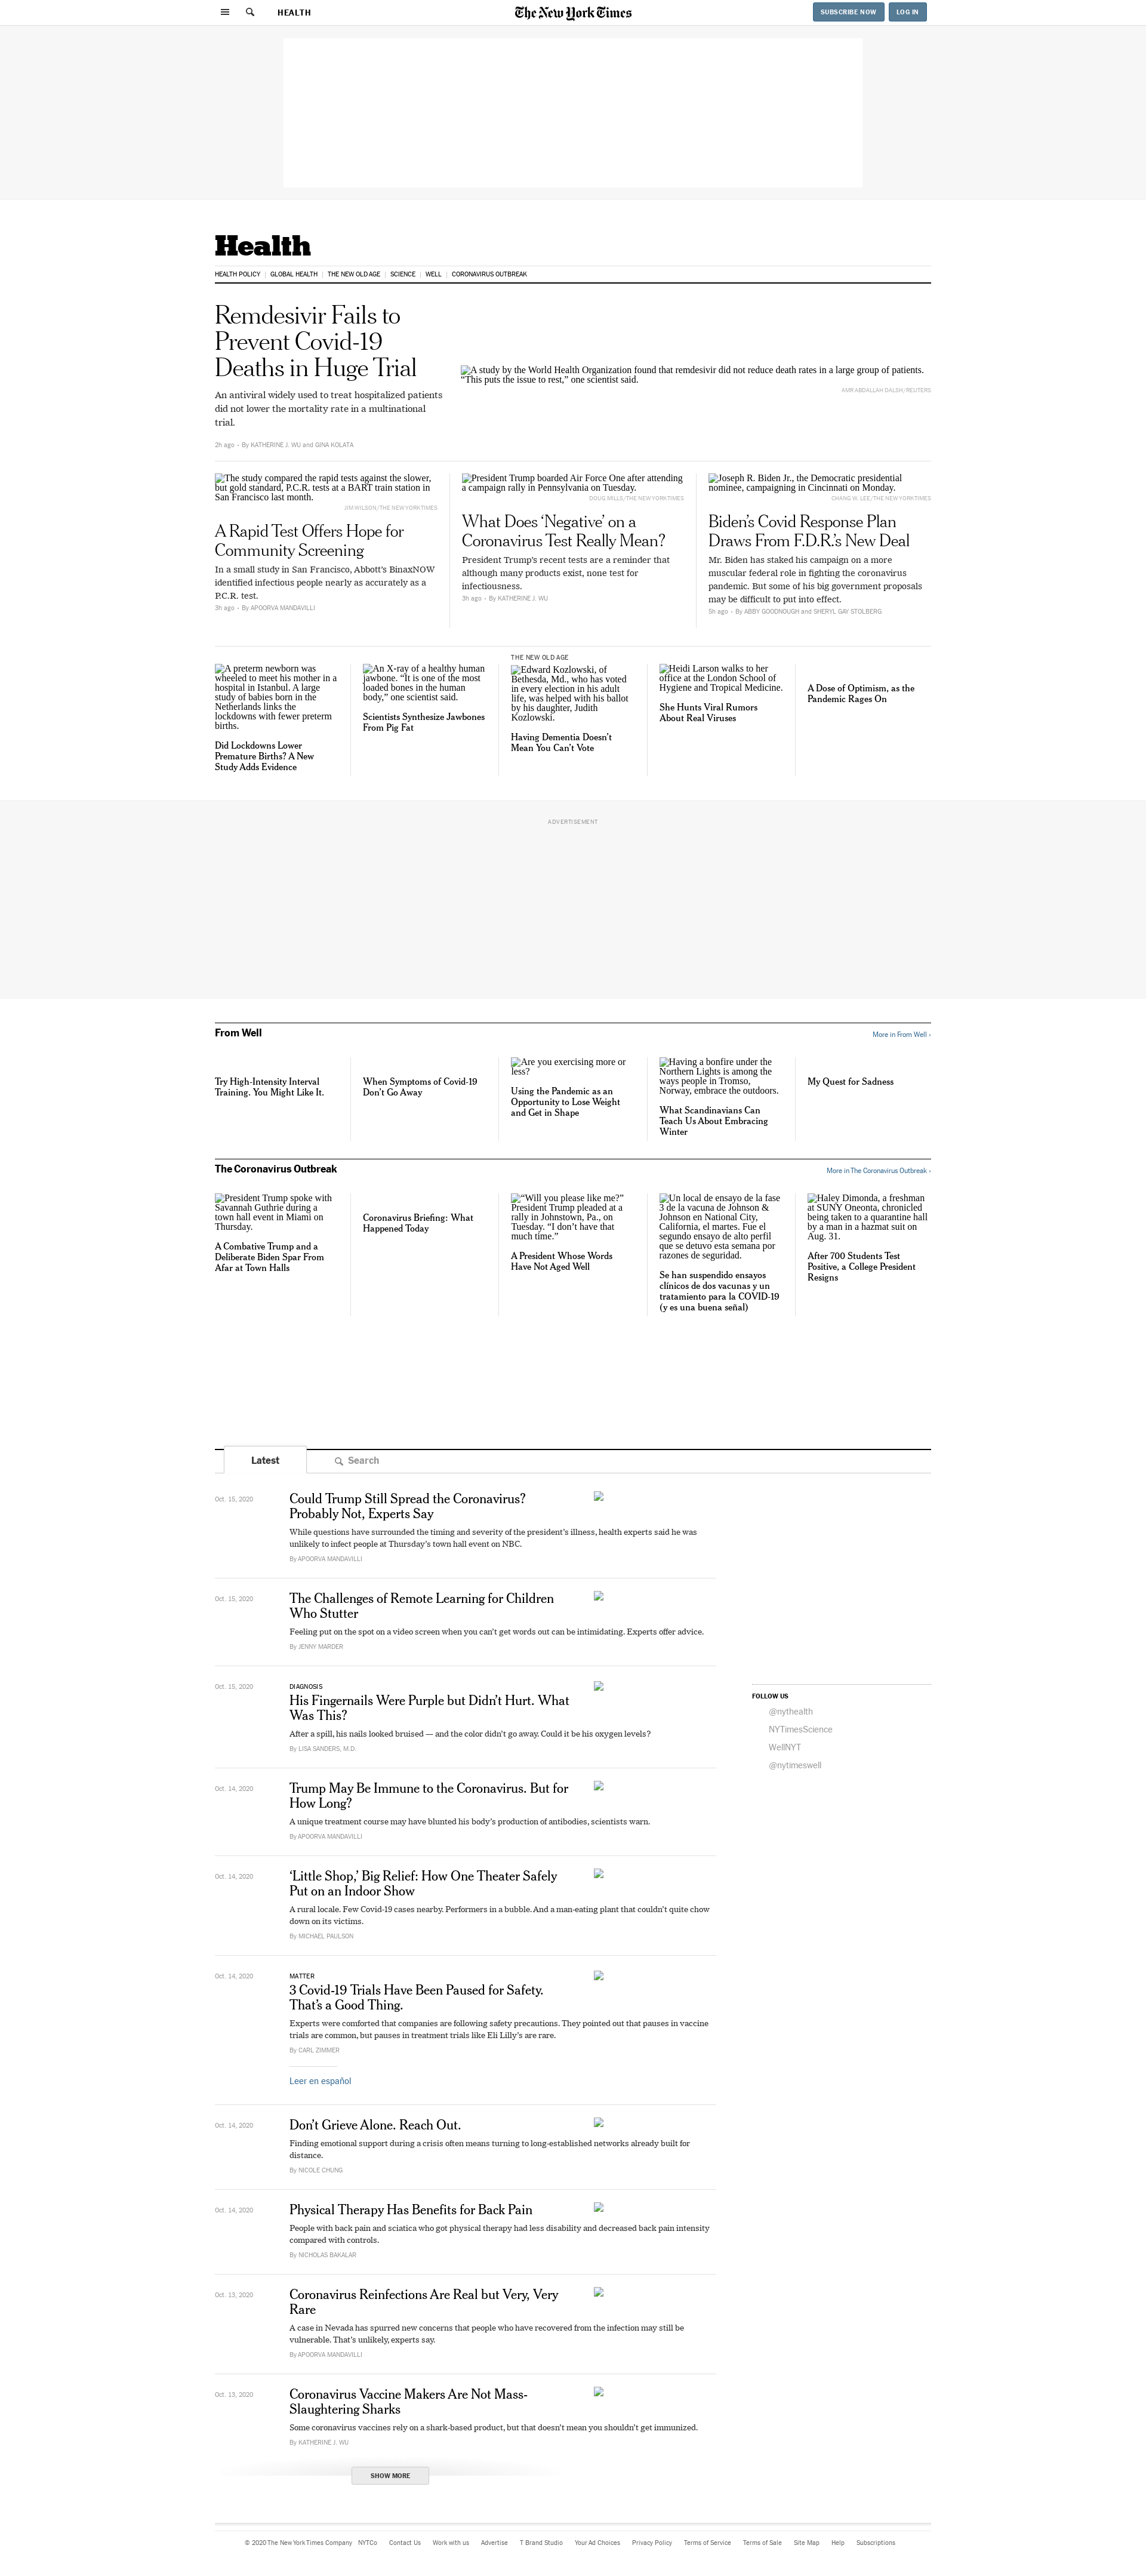 HEALTH
The New York Times
SUBSCRIBE NOW
LOG IN
Health
HEALTH POLICY
GLOBAL HEALTH
THE NEW OLD AGE
SCIENCE
WELL
CORONAVIRUS OUTBREAK
Remdesivir Fails to
Prevent Covid-19
Deaths in Huge Trial
An antiviral widely used to treat hospitalized patients
did not lower the mortality rate in a multinational
trial.
2h ago • By KATHERINE J. WU and GINA KOLATA
A study by the World Health Organization found that remdesivir did not reduce death rates in a large group of patients.
“This puts the issue to rest,” one scientist said.
AMR ABDALLAH DALSH/REUTERS
The study compared the rapid tests against the slower,
but gold standard, P.C.R. tests at a BART train station in
San Francisco last month.
JIM WILSON/THE NEW YORK TIMES
A Rapid Test Offers Hope for
Community Screening
In a small study in San Francisco, Abbott’s BinaxNOW
identified infectious people nearly as accurately as a
P.C.R. test.
3h ago • By APOORVA MANDAVILLI
President Trump boarded Air Force One after attending
a campaign rally in Pennsylvania on Tuesday.
DOUG MILLS/THE NEW YORK TIMES
What Does ‘Negative’ on a
Coronavirus Test Really Mean?
President Trump’s recent tests are a reminder that
although many products exist, none test for
infectiousness.
3h ago • By KATHERINE J. WU
Joseph R. Biden Jr., the Democratic presidential
nominee, campaigning in Cincinnati on Monday.
CHANG W. LEE/THE NEW YORK TIMES
Biden’s Covid Response Plan
Draws From F.D.R.’s New Deal
Mr. Biden has staked his campaign on a more
muscular federal role in fighting the coronavirus
pandemic. But some of his big government proposals
may be difficult to put into effect.
5h ago • By ABBY GOODNOUGH and SHERYL GAY STOLBERG
A preterm newborn was
wheeled to meet his mother in a
hospital in Istanbul. A large
study of babies born in the
Netherlands links the
lockdowns with fewer preterm
births.
Did Lockdowns Lower
Premature Births? A New
Study Adds Evidence
An X-ray of a healthy human
jawbone. “It is one of the most
loaded bones in the human
body,” one scientist said.
Scientists Synthesize Jawbones
From Pig Fat
THE NEW OLD AGE
Edward Kozlowski, of
Bethesda, Md., who has voted
in every election in his adult
life, was helped with his ballot
by his daughter, Judith
Kozlowski.
Having Dementia Doesn’t
Mean You Can’t Vote
Heidi Larson walks to her
office at the London School of
Hygiene and Tropical Medicine.
She Hunts Viral Rumors
About Real Viruses
A Dose of Optimism, as the
Pandemic Rages On
ADVERTISEMENT
From Well
More in From Well ›
Try High-Intensity Interval
Training. You Might Like It.
When Symptoms of Covid-19
Don’t Go Away
Are you exercising more or
less?
Using the Pandemic as an
Opportunity to Lose Weight
and Get in Shape
Having a bonfire under the
Northern Lights is among the
ways people in Tromso,
Norway, embrace the outdoors.
What Scandinavians Can
Teach Us About Embracing
Winter
My Quest for Sadness
The Coronavirus Outbreak
More in The Coronavirus Outbreak ›
President Trump spoke with
Savannah Guthrie during a
town hall event in Miami on
Thursday.
A Combative Trump and a
Deliberate Biden Spar From
Afar at Town Halls
Coronavirus Briefing: What
Happened Today
“Will you please like me?”
President Trump pleaded at a
rally in Johnstown, Pa., on
Tuesday. “I don’t have that
much time.”
A President Whose Words
Have Not Aged Well
Un local de ensayo de la fase
3 de la vacuna de Johnson &
Johnson en National City,
California, el martes. Fue el
segundo ensayo de alto perfil
que se detuvo esta semana por
razones de seguridad.
Se han suspendido ensayos
clínicos de dos vacunas y un
tratamiento para la COVID-19
(y es una buena señal)
Haley Dimonda, a freshman
at SUNY Oneonta, chronicled
being taken to a quarantine hall
by a man in a hazmat suit on
Aug. 31.
After 700 Students Test
Positive, a College President
Resigns
Latest
Search
Oct. 15, 2020
Could Trump Still Spread the Coronavirus?
Probably Not, Experts Say
While questions have surrounded the timing and severity of the president’s illness, health experts said he was
unlikely to infect people at Thursday’s town hall event on NBC.
By APOORVA MANDAVILLI
Oct. 15, 2020
The Challenges of Remote Learning for Children
Who Stutter
Feeling put on the spot on a video screen when you can’t get words out can be intimidating. Experts offer advice.
By JENNY MARDER
Oct. 15, 2020
DIAGNOSIS
His Fingernails Were Purple but Didn’t Hurt. What
Was This?
After a spill, his nails looked bruised — and the color didn’t go away. Could it be his oxygen levels?
By LISA SANDERS, M.D.
FOLLOW US
@nythealth
NYTimesScience
WellNYT
@nytimeswell
Oct. 14, 2020
Trump May Be Immune to the Coronavirus. But for
How Long?
A unique treatment course may have blunted his body’s production of antibodies, scientists warn.
By APOORVA MANDAVILLI
Oct. 14, 2020
‘Little Shop,’ Big Relief: How One Theater Safely
Put on an Indoor Show
A rural locale. Few Covid-19 cases nearby. Performers in a bubble. And a man-eating plant that couldn’t quite chow
down on its victims.
By MICHAEL PAULSON
Oct. 14, 2020
MATTER
3 Covid-19 Trials Have Been Paused for Safety.
That’s a Good Thing.
Experts were comforted that companies are following safety precautions. They pointed out that pauses in vaccine
trials are common, but pauses in treatment trials like Eli Lilly’s are rare.
By CARL ZIMMER
Leer en español
Oct. 14, 2020
Don’t Grieve Alone. Reach Out.
Finding emotional support during a crisis often means turning to long-established networks already built for
distance.
By NICOLE CHUNG
Oct. 14, 2020
Physical Therapy Has Benefits for Back Pain
People with back pain and sciatica who got physical therapy had less disability and decreased back pain intensity
compared with controls.
By NICHOLAS BAKALAR
Oct. 13, 2020
Coronavirus Reinfections Are Real but Very, Very
Rare
A case in Nevada has spurred new concerns that people who have recovered from the infection may still be
vulnerable. That’s unlikely, experts say.
By APOORVA MANDAVILLI
Oct. 13, 2020
Coronavirus Vaccine Makers Are Not Mass-
Slaughtering Sharks
Some coronavirus vaccines rely on a shark-based product, but that doesn’t mean you shouldn’t get immunized.
By KATHERINE J. WU
SHOW MORE
© 2020 The New York Times Company
NYTCo
Contact Us
Work with us
Advertise
T Brand Studio
Your Ad Choices
Privacy Policy
Terms of Service
Terms of Sale
Site Map
Help
Subscriptions